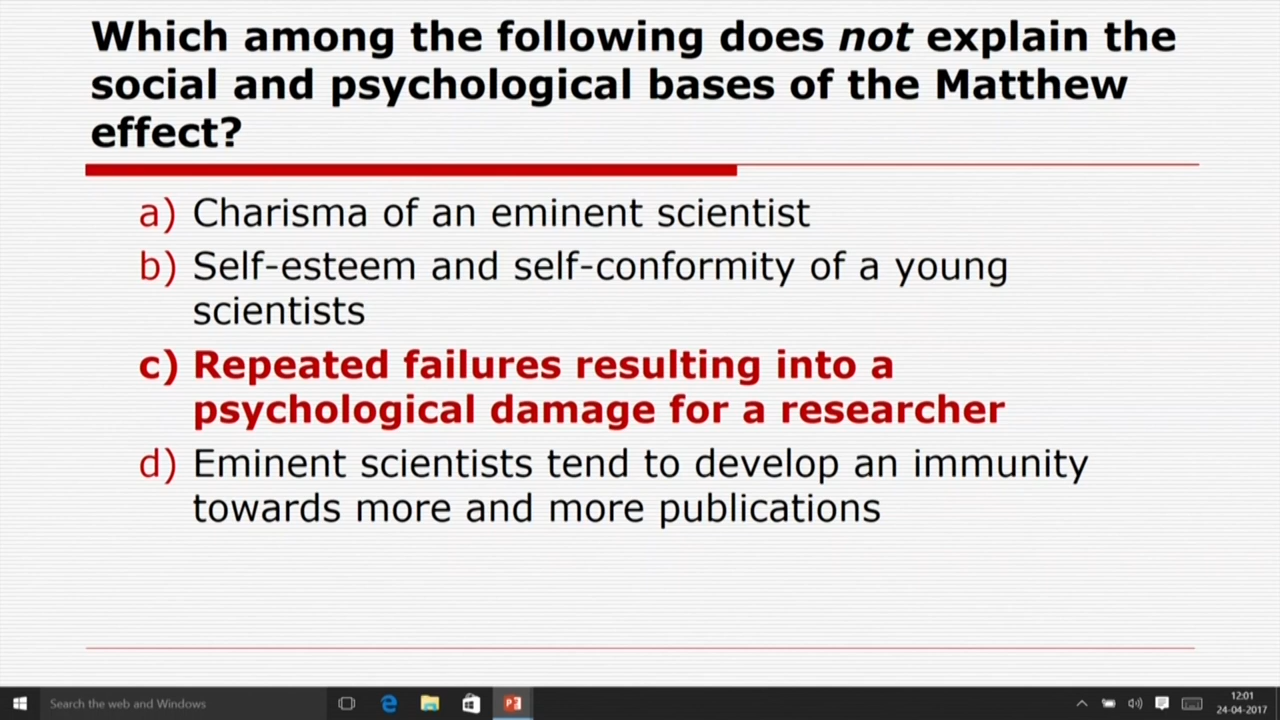 Which among the following does not explain the
social and psychological bases of the Matthew
effect?
a) Charisma of an eminent scientist
b) Self-esteem and self-conformity of a young
scientists
c) Repeated failures resulting into a
psychological damage for a researcher
d) Eminent scientists tend to develop an immunity
towards more and more publications
Search the web and Windows
12:01
24-04-2017